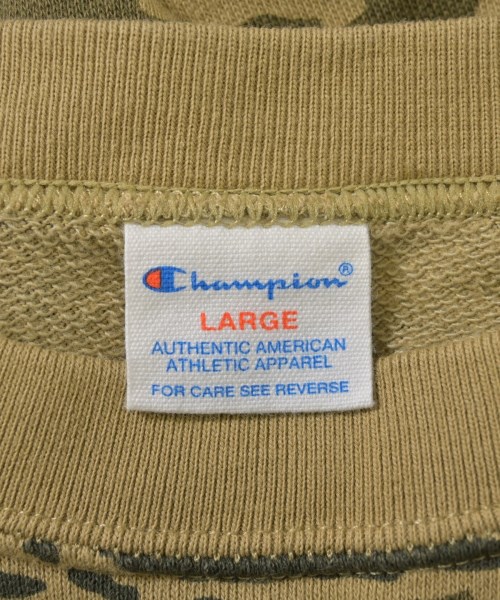 Champion®
LARGE
AUTHENTIC AMERICAN
ATHLETIC APPAREL
FOR CARE SEE REVERSE